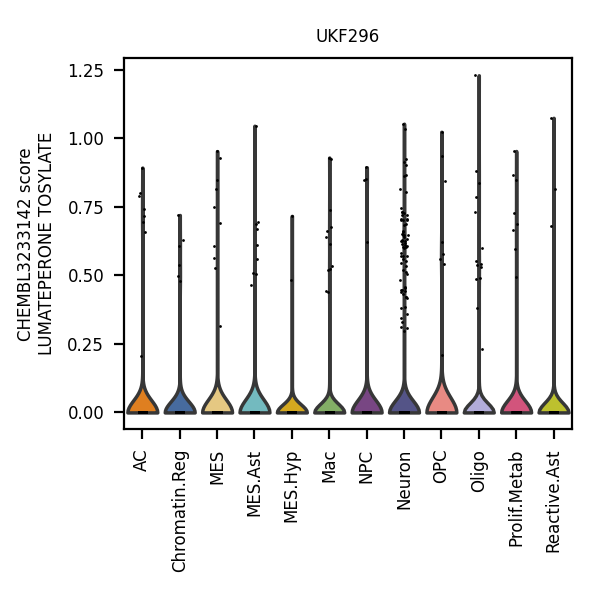 UKF296
CHEMBL3233142 score
LUMATEPERONE TOSYLATE
1.25
1.00
0.75
0.50
0.25
0.00
AC
Chromatin.Reg
MES
MES.Ast
MES.Hyp
Mac
NPC
Neuron
OPC
Oligo
Prolif.Metab
Reactive.Ast